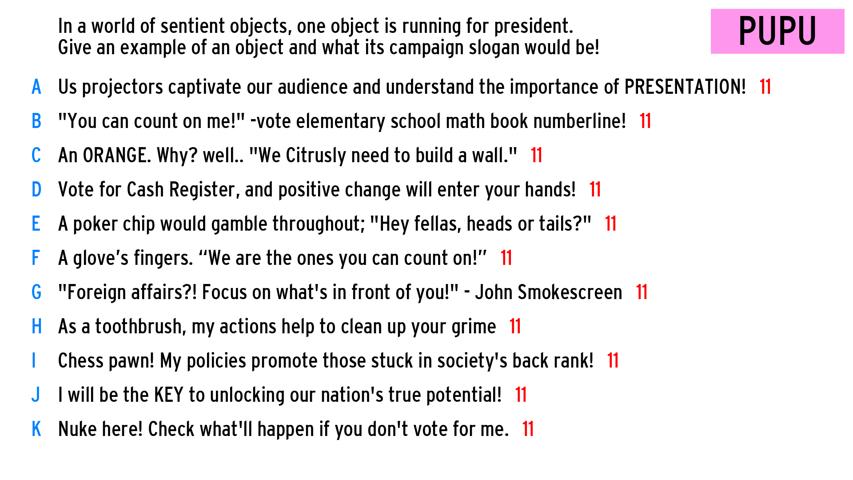 In a world of sentient objects, one object is running for president.
Give an example of an object and what its campaign slogan would be!
PUPU
A Us projectors captivate our audience and understand the importance of PRESENTATION! 11
B "You can count on me!" -vote elementary school math book numberline! 11
C An ORANGE. Why? well.. "We Citrusly need to build a wall." 11
D Vote for Cash Register, and positive change will enter your hands! 11
E A poker chip would gamble throughout; "Hey fellas, heads or tails?" 11
F A glove’s fingers. “We are the ones you can count on!” 11
G "Foreign affairs?! Focus on what's in front of you!" - John Smokescreen 11
H As a toothbrush, my actions help to clean up your grime 11
I Chess pawn! My policies promote those stuck in society's back rank! 11
J I will be the KEY to unlocking our nation's true potential! 11
K Nuke here! Check what'll happen if you don't vote for me. 11